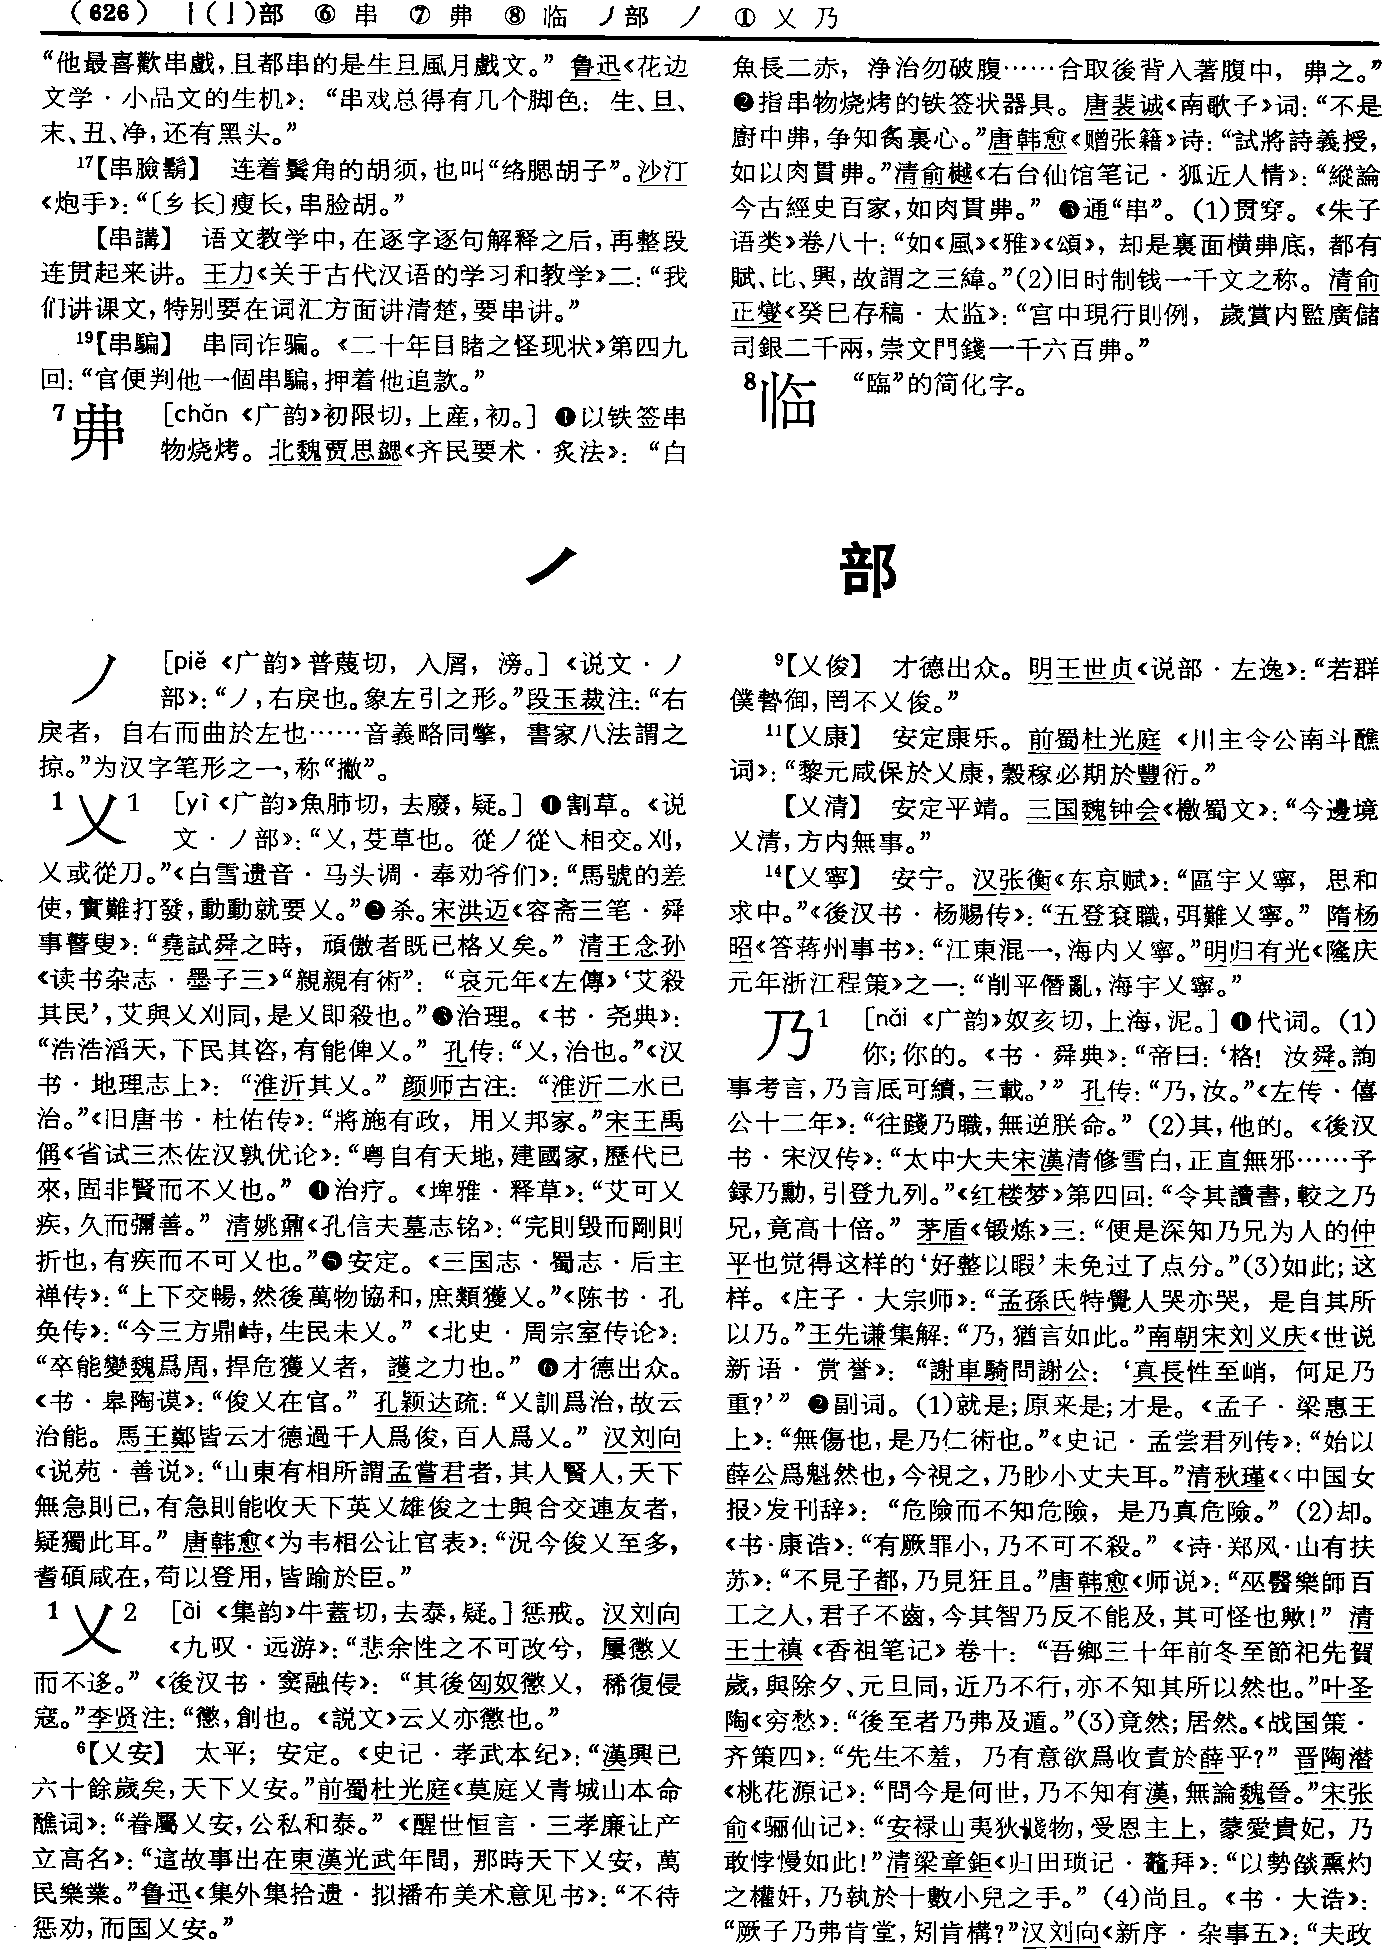 （626） 丨(亅)部 ⑥ 串 ⑦ 丳 ⑧ 临 丿部 丿 ① 乂 乃
“他最喜歡串戲，且都串的是生旦風月戲文。”鲁迅《花边
文学·小品文的生机》：“串戏总得有几个脚色：生、旦、
末、丑、净，还有黑头。”
17【串臉鬍】 连着鬓角的胡须，也叫“络腮胡子”。沙汀
《炮手》：“〔乡长〕瘦长，串脸胡。”
【串講】 语文教学中，在逐字逐句解释之后，再整段
连贯起来讲。王力《关于古代汉语的学习和教学》二：“我
们讲课文，特别要在词汇方面讲清楚，要串讲。”
19【串騙】 串同诈骗。《二十年目睹之怪现状》第四九
回：“官便判他一個串騙，押着他追款。”
7丳 [chǎn《广韵》初限切，上産，初。] ❶以铁签串
物烧烤。北魏贾思勰《齐民要术·炙法》：“白
魚長二赤，净治勿破腹……合取後背入著腹中，丳之。”
❷指串物烧烤的铁签状器具。唐裴诚《南歌子》词：“不是
廚中丳，争知炙裏心。”唐韩愈《赠张籍》诗：“試將詩義授，
如以肉貫丳。”清俞樾《右台仙馆笔记·狐近人情》：“縱論
今古經史百家，如肉貫丳。”❸通“串”。(1)贯穿。《朱子
语类》卷八十：“如《風》《雅》《頌》，却是裏面横丳底，都有
賦、比、興，故謂之三緯。”(2)旧时制钱一千文之称。清俞
正燮《癸巳存稿·太监》：“宫中現行則例，歲賞内監廣儲
司銀二千兩，崇文門錢一千六百丳。”
8临 “臨”的简化字。
丿 部
丿 [piě《广韵》普蔑切，入屑，滂。]《说文·丿
部》：“丿，右戾也。象左引之形。”段玉裁注：“右
戾者，自右而曲於左也……音義略同擎，書家八法謂之
掠。”为汉字笔形之一，称“撇”。
1乂1 [yì《广韵》魚肺切，去廢，疑。] ❶割草。《说
文·丿部》：“乂，芟草也。從丿從乀相交。刈，
乂或從刀。”《白雪遗音·马头调·奉劝爷们》：“馬號的差
使，實難打發，動動就要乂。”❷杀。宋洪迈《容斋三笔·舜
事瞽叟》：“堯試舜之時，頑傲者既已格乂矣。”清王念孙
《读书杂志·墨子三》“親親有術”：“哀元年《左傳》‘艾殺
其民’，艾與乂刈同，是乂即殺也。”❸治理。《书·尧典》：
“浩浩滔天，下民其咨，有能俾乂。”孔传：“乂，治也。”《汉
书·地理志上》：“淮沂其乂。”颜师古注：“淮沂二水已
治。”《旧唐书·杜佑传》：“將施有政，用乂邦家。”宋王禹
偁《省试三杰佐汉孰优论》：“粤自有天地，建國家，歷代已
來，固非賢而不乂也。”❹治疗。《埤雅·释草》：“艾可乂
疾，久而彌善。”清姚鼐《孔信夫墓志铭》：“完則毁而剛則
折也，有疾而不可乂也。”❺安定。《三国志·蜀志·后主
禅传》：“上下交暢，然後萬物協和，庶類獲乂。”《陈书·孔
奂传》：“今三方鼎峙，生民未乂。”《北史·周宗室传论》：
“卒能變魏爲周，捍危獲乂者，護之力也。”❻才德出众。
《书·皋陶谟》：“俊乂在官。”孔颖达疏：“乂訓爲治，故云
治能。馬王鄭皆云才德過千人爲俊，百人爲乂。”汉刘向
《说苑·善说》：“山東有相所謂孟嘗君者，其人賢人，天下
無急則已，有急則能收天下英乂雄俊之士與合交連友者，
疑獨此耳。”唐韩愈《为韦相公让官表》：“況今俊乂至多，
耆碩咸在，苟以登用，皆踰於臣。”
1乂2 [ài《集韵》牛蓋切，去泰，疑。]惩戒。汉刘向
《九叹·远游》：“悲余性之不可改兮，屢懲乂
而不迻。”《後汉书·窦融传》：“其後匈奴懲乂，稀復侵
寇。”李贤注：“懲，創也。《説文》云乂亦懲也。”
6【乂安】 太平；安定。《史记·孝武本纪》：“漢興已
六十餘歲矣，天下乂安。”前蜀杜光庭《莫庭乂青城山本命
醮词》：“眷屬乂安，公私和泰。”《醒世恒言·三孝廉让产
立高名》：“這故事出在東漢光武年間，那時天下乂安，萬
民樂業。”鲁迅《集外集拾遗·拟播布美术意见书》：“不待
惩劝，而国乂安。”
9【乂俊】 才德出众。明王世贞《说部·左逸》：“若群
僕暬御，罔不乂俊。”
11【乂康】 安定康乐。前蜀杜光庭《川主令公南斗醮
词》：“黎元咸保於乂康，穀稼必期於豐衍。”
【乂清】 安定平靖。三国魏钟会《檄蜀文》：“今邊境
乂清，方内無事。”
14【乂寧】 安宁。汉张衡《东京赋》：“區宇乂寧，思和
求中。”《後汉书·杨赐传》：“五登衮職，弭難乂寧。”隋杨
昭《答蒋州事书》：“江東混一，海内乂寧。”明归有光《隆庆
元年浙江程策》之一：“削平僭亂，海宇乂寧。”
乃1 [nǎi《广韵》奴亥切，上海，泥。] ❶代词。(1)
你；你的。《书·舜典》：“帝曰：‘格！汝舜。詢
事考言，乃言厎可績，三載。’”孔传：“乃，汝。”《左传·僖
公十二年》：“往踐乃職，無逆朕命。”(2)其，他的。《後汉
书·宋汉传》：“太中大夫宋漢清修雪白，正直無邪……予
録乃勳，引登九列。”《红楼梦》第四回：“令其讀書，較之乃
兄，竟高十倍。”茅盾《锻炼》三：“便是深知乃兄为人的仲
平也觉得这样的‘好整以暇’未免过了点分。”(3)如此；这
样。《庄子·大宗师》：“孟孫氏特覺人哭亦哭，是自其所
以乃。”王先谦集解：“乃，猶言如此。”南朝宋刘义庆《世说
新语·赏誉》：“謝車騎問謝公：‘真長性至峭，何足乃
重？’”❷副词。(1)就是；原来是；才是。《孟子·梁惠王
上》：“無傷也，是乃仁術也。”《史记·孟尝君列传》：“始以
薛公爲魁然也，今視之，乃眇小丈夫耳。”清秋瑾《〈中国女
报〉发刊辞》：“危險而不知危險，是乃真危險。”(2)却。
《书·康诰》：“有厥罪小，乃不可不殺。”《诗·郑风·山有扶
苏》：“不見子都，乃見狂且。”唐韩愈《师说》：“巫醫樂師百
工之人，君子不齒，今其智乃反不能及，其可怪也歟！”清
王士禛《香祖笔记》卷十：“吾鄉三十年前冬至節祀先賀
歲，與除夕、元旦同，近乃不行，亦不知其所以然也。”叶圣
陶《穷愁》：“後至者乃弗及遁。”(3)竟然；居然。《战国策·
齐策四》：“先生不羞，乃有意欲爲收責於薛乎？”晋陶潜
《桃花源记》：“問今是何世，乃不知有漢，無論魏晉。”宋张
俞《骊仙记》：“安禄山夷狄賤物，受恩主上，蒙愛貴妃，乃
敢悖慢如此！”清梁章鉅《归田琐记·鳌拜》：“以勢燄熏灼
之權奸，乃執於十數小兒之手。”(4)尚且。《书·大诰》：
“厥子乃弗肯堂，矧肯構？”汉刘向《新序·杂事五》：“夫政